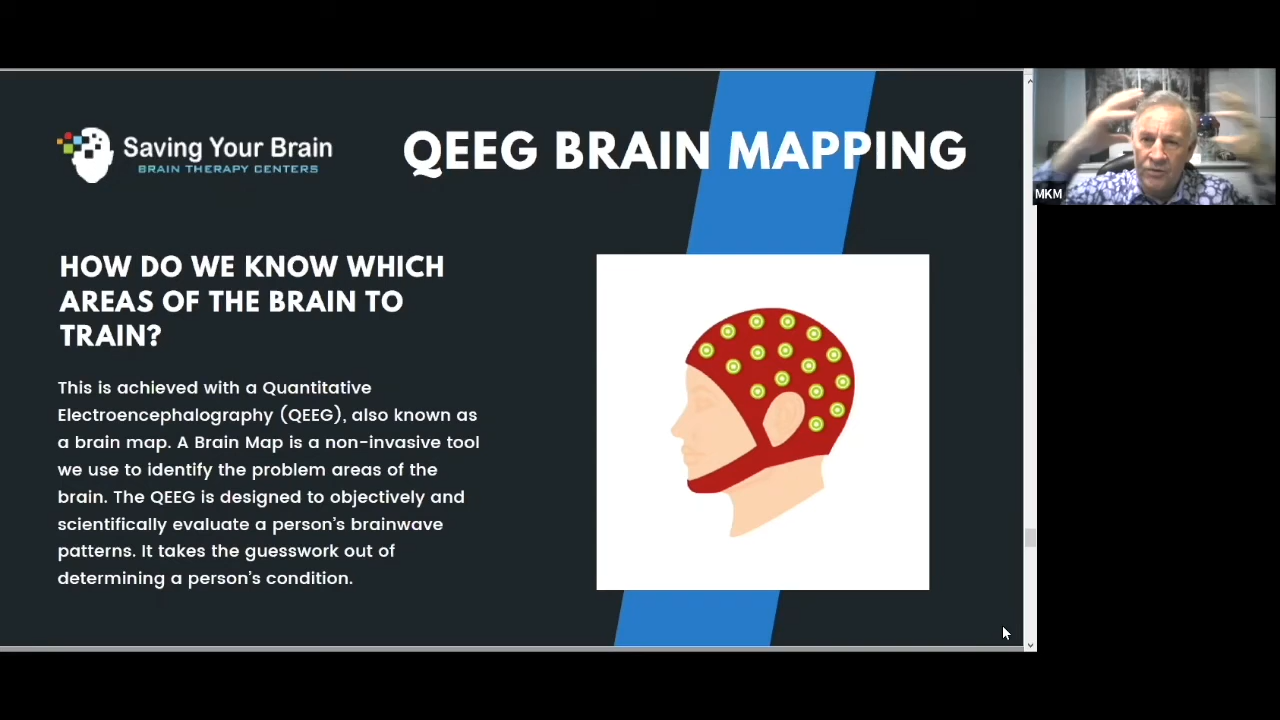 Saving Your Brain
BRAIN THERAPY CENTERS
QEEG BRAIN MAPPING
MKM
HOW DO WE KNOW WHICH
AREAS OF THE BRAIN TO
TRAIN?
This is achieved with a Quantitative
Electroencephalography (QEEG), also known as
a brain map. A Brain Map is a non-invasive tool
we use to identify the problem areas of the
brain. The QEEG is designed to objectively and
scientifically evaluate a person's brainwave
patterns. It takes the guesswork out of
determining a person's condition.